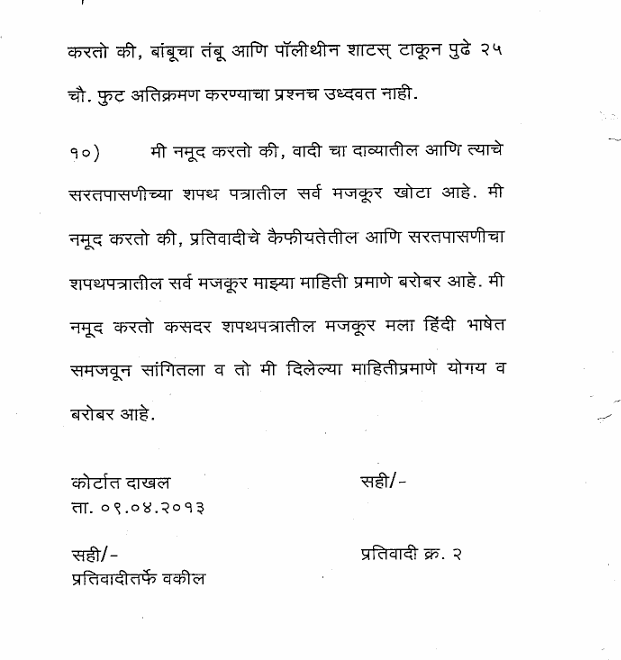 करतो की, बांबूचा तंबू आणि पॉलीथीन शाटस् टाकून पुढे २५
चौ. फुट अतिक्रमण करण्याचा प्रश्नच उध्दवत नाही.
१०) मी नमूद करतो की, वादी चा दाव्यातील आणि त्याचे
सरतपासणीच्या शपथ पत्रातील सर्व मजकूर खोटा आहे. मी
नमूद करतो की, प्रतिवादीचे कैफीयतेतील आणि सरतपासणीचा
शपथपत्रातील सर्व मजकूर माझ्या माहिती प्रमाणे बरोबर आहे. मी
नमूद करतो कसदर शपथपत्रातील मजकूर मला हिंदी भाषेत
समजवून सांगितला व तो मी दिलेल्या माहितीप्रमाणे योगय व
बरोबर आहे.
कोर्टात दाखल सही/-
ता. ०९.०४.२०१३
सही/- प्रतिवादी क्र. २
प्रतिवादीतर्फे वकील